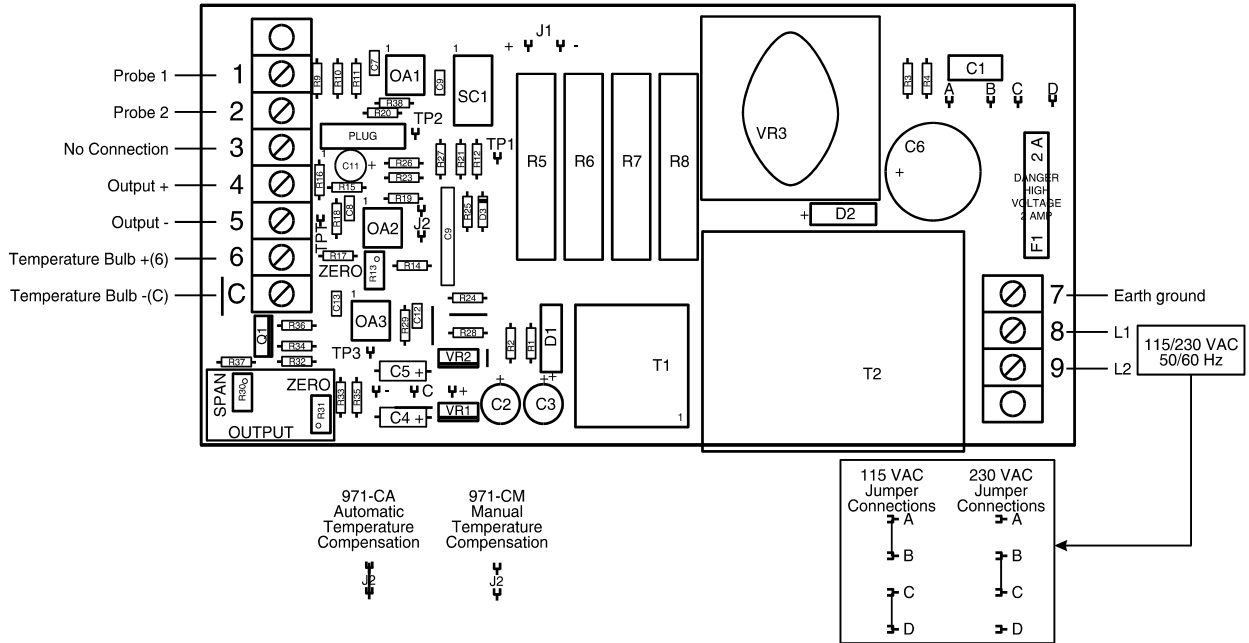 Probe 1
Probe 2
No Connection
Output +
Output -
Temperature Bulb +(6)
Temperature Bulb -(C)
1
2
3
4
5
6
C
R9
R10
R11
C7
1
OA1
R38
R20
C9
1
SC1
+ J1 -
PLUG
TP2
1
C11
+
R26
R23
R19
R16
R15
R18
C8
TP1
1
OA2
J2
R27
R21
R12
TP1
R25
D3
C9
R17
ZERO
R13
R14
C13
1
OA3
R29
C12
R24
R28
Q1
R36
R34
R32
R37
TP3
C5 +
VR2
- C +
C4 +
VR1
R33
R35
SPAN
R30
ZERO
R31
OUTPUT
R2
R1
D1
+
C2
+
C3
+
R5
R6
R7
R8
VR3
T1
1
T2
+ D2
R3
R4
C1
A B C D
C6
+
2 A
DANGER
HIGH
VOLTAGE
2 AMP
F1
7
8
9
Earth ground
L1
L2
115/230 VAC
50/60 Hz
971-CA
Automatic
Temperature
Compensation
J2
971-CM
Manual
Temperature
Compensation
J2
115 VAC
Jumper
Connections
A
B
C
D
230 VAC
Jumper
Connections
A
B
C
D